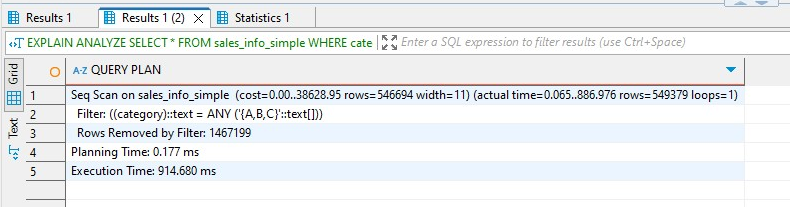 Results 1
Results 1 (2)
Statistics 1
EXPLAIN ANALYZE SELECT * FROM sales_info_simple WHERE cate
Enter a SQL expression to filter results (use Ctrl+Space)
Grid
Text
A-Z QUERY PLAN
1 Seq Scan on sales_info_simple (cost=0.00..38628.95 rows=546694 width=11) (actual time=0.065..886.976 rows=549379 loops=1)
2 Filter: ((category)::text = ANY ('{A,B,C}'::text[]))
3 Rows Removed by Filter: 1467199
4 Planning Time: 0.177 ms
5 Execution Time: 914.680 ms